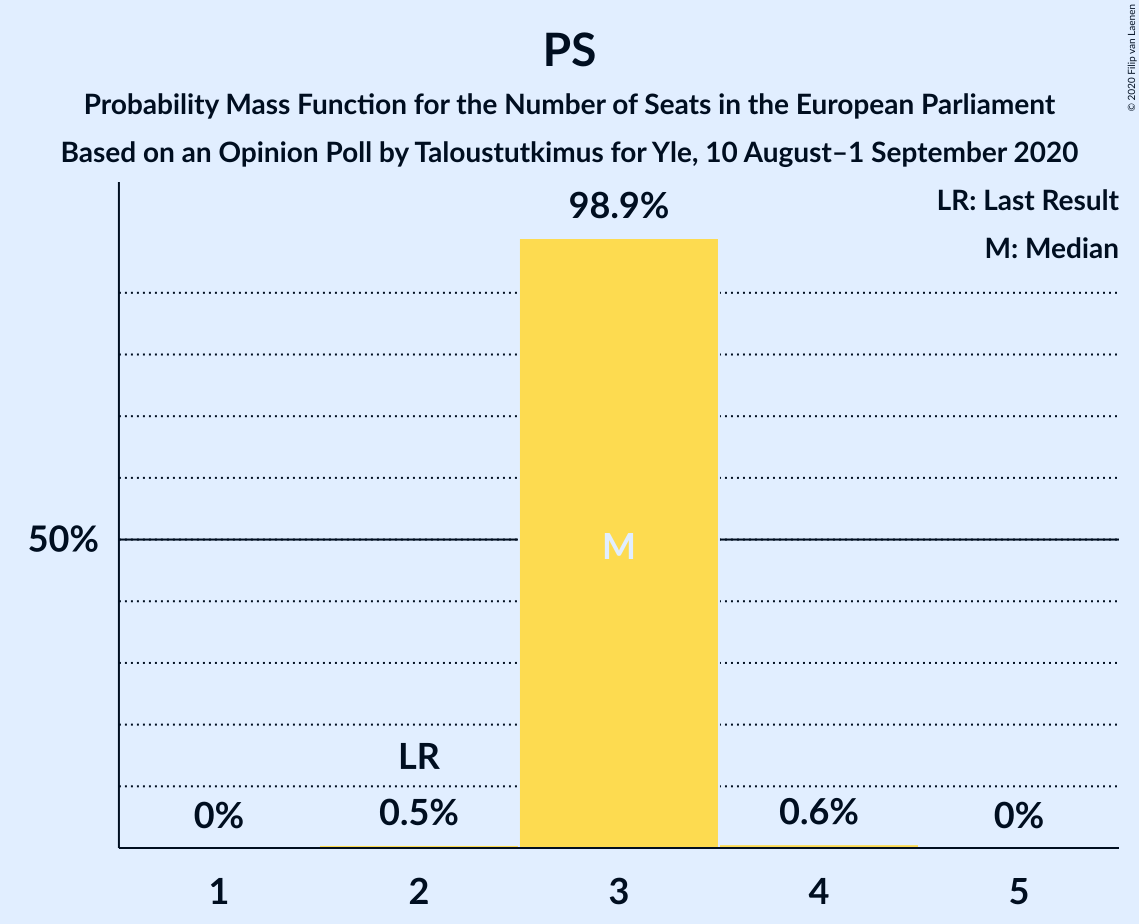 PS
Probability Mass Function for the Number of Seats in the European Parliament
Based on an Opinion Poll by Taloustutkimus for Yle, 10 August–1 September 2020
© 2020 Filip van Laenen
LR: Last Result
M: Median
98.9%
50%
M
LR
0%
0.5%
0.6%
0%
1
2
3
4
5